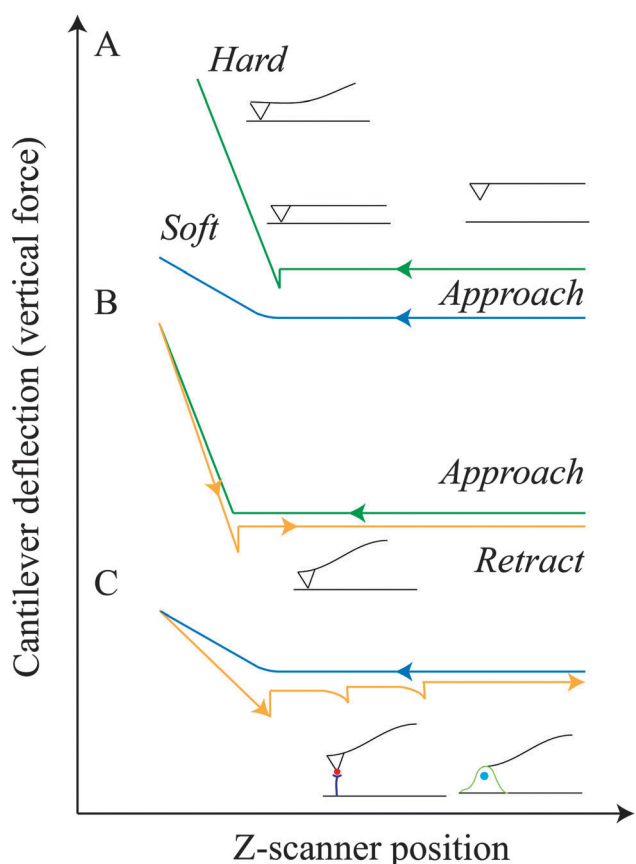 A
Hard
Soft
Approach
B
Approach
Retract
C
Cantilever deflection (vertical force)
Z-scanner position